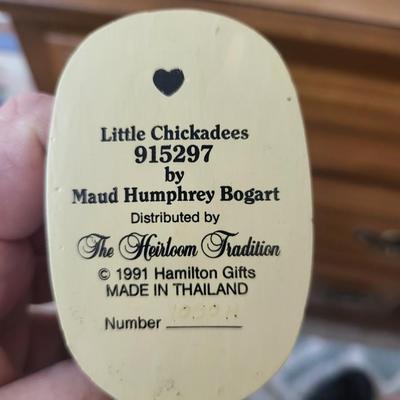 Little Chickadees
915297
by
Maud Humphrey Bogart
Distributed by
The Heirloom Tradition
© 1991 Hamilton Gifts
MADE IN THAILAND
Number